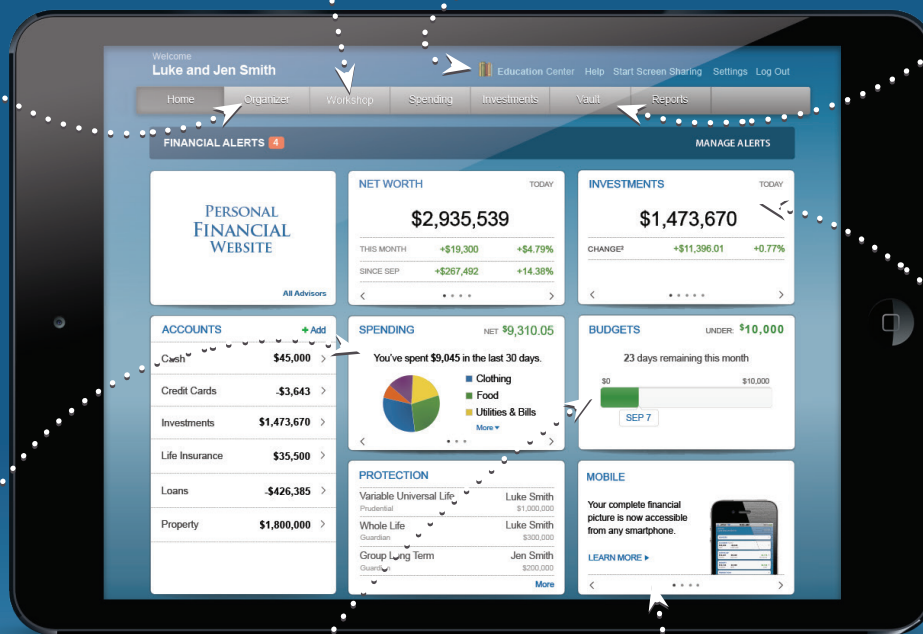 Welcome
Luke and Jen Smith
Education Center Help Start Screen Sharing Settings Log Out
Home Organizer Workshop Spending Investments Vault Reports
FINANCIAL ALERTS 4 MANAGE ALERTS
PERSONAL
FINANCIAL
WEBSITE
All Advisors
NET WORTH TODAY
$2,935,539
THIS MONTH +$19,300 +$4.79%
SINCE SEP +$267,492 +14.38%
INVESTMENTS TODAY
$1,473,670
CHANGE² +$11,396.01 +0.77%
ACCOUNTS + Add
Cash $45,000
Credit Cards -$3,643
Investments $1,473,670
Life Insurance $35,500
Loans -$426,385
Property $1,800,000
SPENDING NET $9,310.05
You've spent $9,045 in the last 30 days.
Clothing
Food
Utilities & Bills
More
BUDGETS UNDER: $10,000
23 days remaining this month
$0 $10,000
SEP 7
PROTECTION
Variable Universal Life Luke Smith
Prudential $1,000,000
Whole Life Luke Smith
Guardian $300,000
Group Long Term Jen Smith
Guardian $200,000
More
MOBILE
Your complete financial
picture is now accessible
from any smartphone.
LEARN MORE